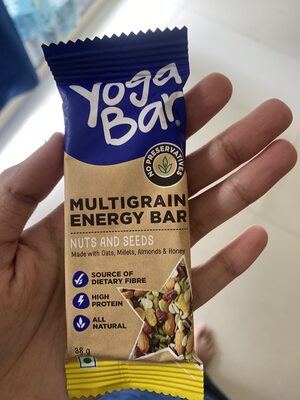 Yoga
Bar®
NO PRESERVATIVES
MULTIGRAIN
ENERGY BAR
NUTS AND SEEDS
Made with Oats, Millets, Almonds & Honey
SOURCE OF
DIETARY FIBRE
HIGH
PROTEIN
ALL
NATURAL
38 g